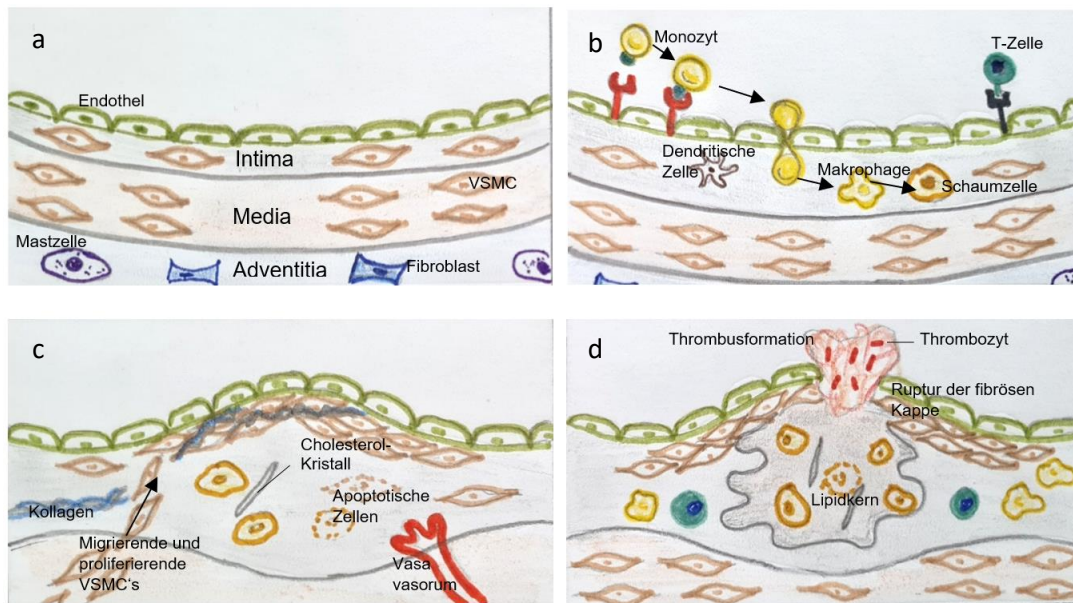 a
Endothel
Intima
VSMC
Media
Mastzelle
Adventitia
Fibroblast
b
Monozyt
T-Zelle
Dendritische
Zelle
Makrophage
Schaumzelle
c
Cholesterol-
Kristall
Apoptotische
Zellen
Kollagen
Migrierende und
proliferierende
VSMC's
Vasa
vasorum
d
Thrombusformation
Thrombozyt
Ruptur der fibrösen
Kappe
Lipidkern